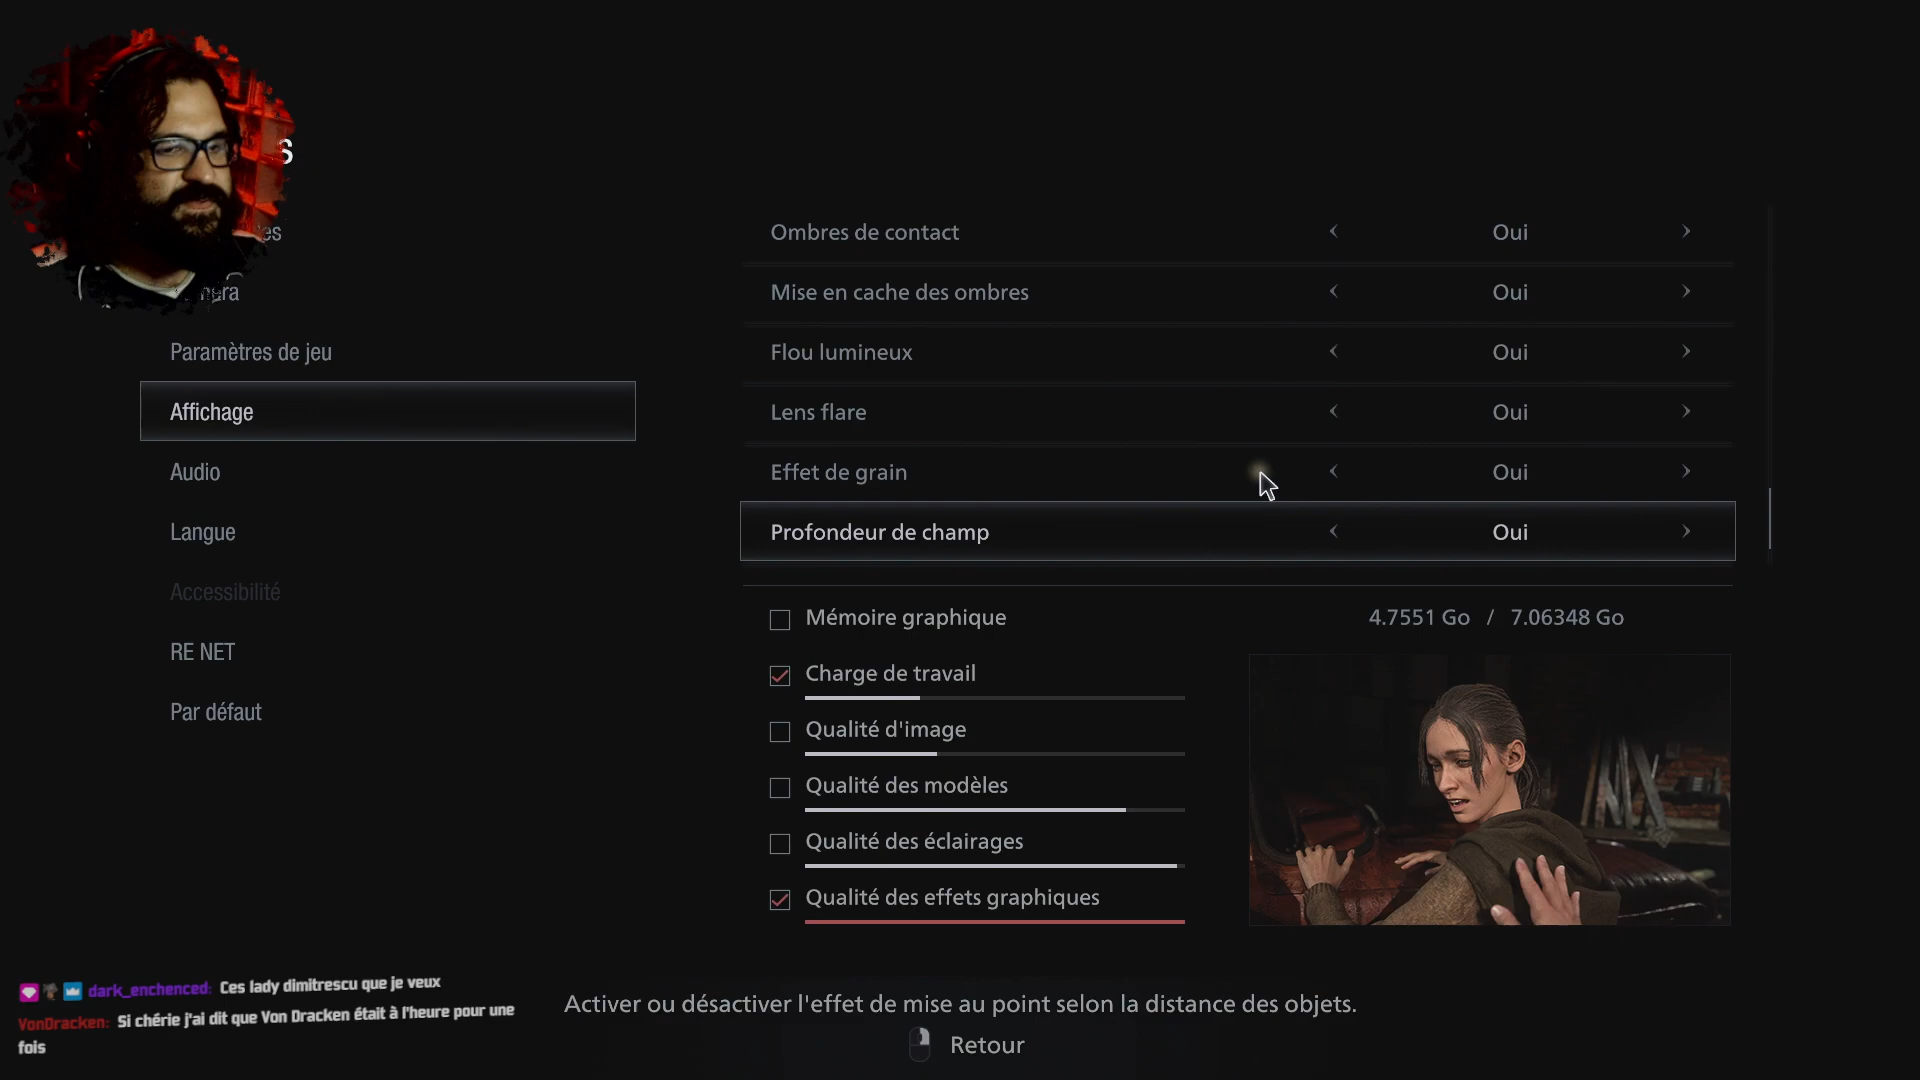 s
es
era
Paramètres de jeu
Affichage
Audio
Langue
Accessibilité
RE NET
Par défaut
Ombres de contact
Oui
Mise en cache des ombres
Oui
Flou lumineux
Oui
Lens flare
Oui
Effet de grain
Oui
Profondeur de champ
Oui
Mémoire graphique
4.7551 Go / 7.06348 Go
Charge de travail
Qualité d'image
Qualité des modèles
Qualité des éclairages
Qualité des effets graphiques
dark_enchenced: Ces lady dimitrescu que je veux
VonDracken: Si chérie j'ai dit que Von Dracken était à l'heure pour une
fois
Activer ou désactiver l'effet de mise au point selon la distance des objets.
Retour